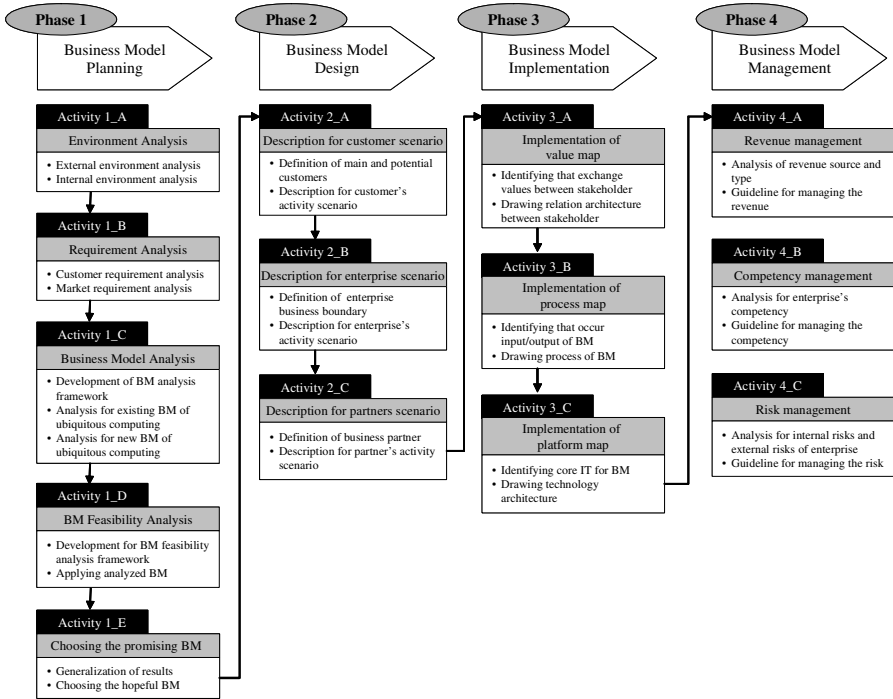 Phase 1
Business Model
Planning
Activity 1_A
Environment Analysis
• External environment analysis
• Internal environment analysis
Activity 1_B
Requirement Analysis
• Customer requirement analysis
• Market requirement analysis
Activity 1_C
Business Model Analysis
• Development of BM analysis
framework
• Analysis for existing BM of
ubiquitous computing
• Analysis for new BM of
ubiquitous computing
Activity 1_D
BM Feasibility Analysis
• Development for BM feasibility
analysis framework
• Applying analyzed BM
Activity 1_E
Choosing the promising BM
• Generalization of results
• Choosing the hopeful BM
Phase 2
Business Model
Design
Activity 2_A
Description for customer scenario
• Definition of main and potential
customers
• Description for customer's
activity scenario
Activity 2_B
Description for enterprise scenario
• Definition of enterprise
business boundary
• Description for enterprise's
activity scenario
Activity 2_C
Description for partners scenario
• Definition of business partner
• Description for partner's activity
scenario
Phase 3
Business Model
Implementation
Activity 3_A
Implementation of
value map
• Identifying that exchange
values between stakeholder
• Drawing relation architecture
between stakeholder
Activity 3_B
Implementation of
process map
• Identifying that occur
input/output of BM
• Drawing process of BM
Activity 3_C
Implementation of
platform map
• Identifying core IT for BM
• Drawing technology
architecture
Phase 4
Business Model
Management
Activity 4_A
Revenue management
• Analysis of revenue source and
type
• Guideline for managing the
revenue
Activity 4_B
Competency management
• Analysis for enterprise's
competency
• Guideline for managing the
competency
Activity 4_C
Risk management
• Analysis for internal risks and
external risks of enterprise
• Guideline for managing the risk